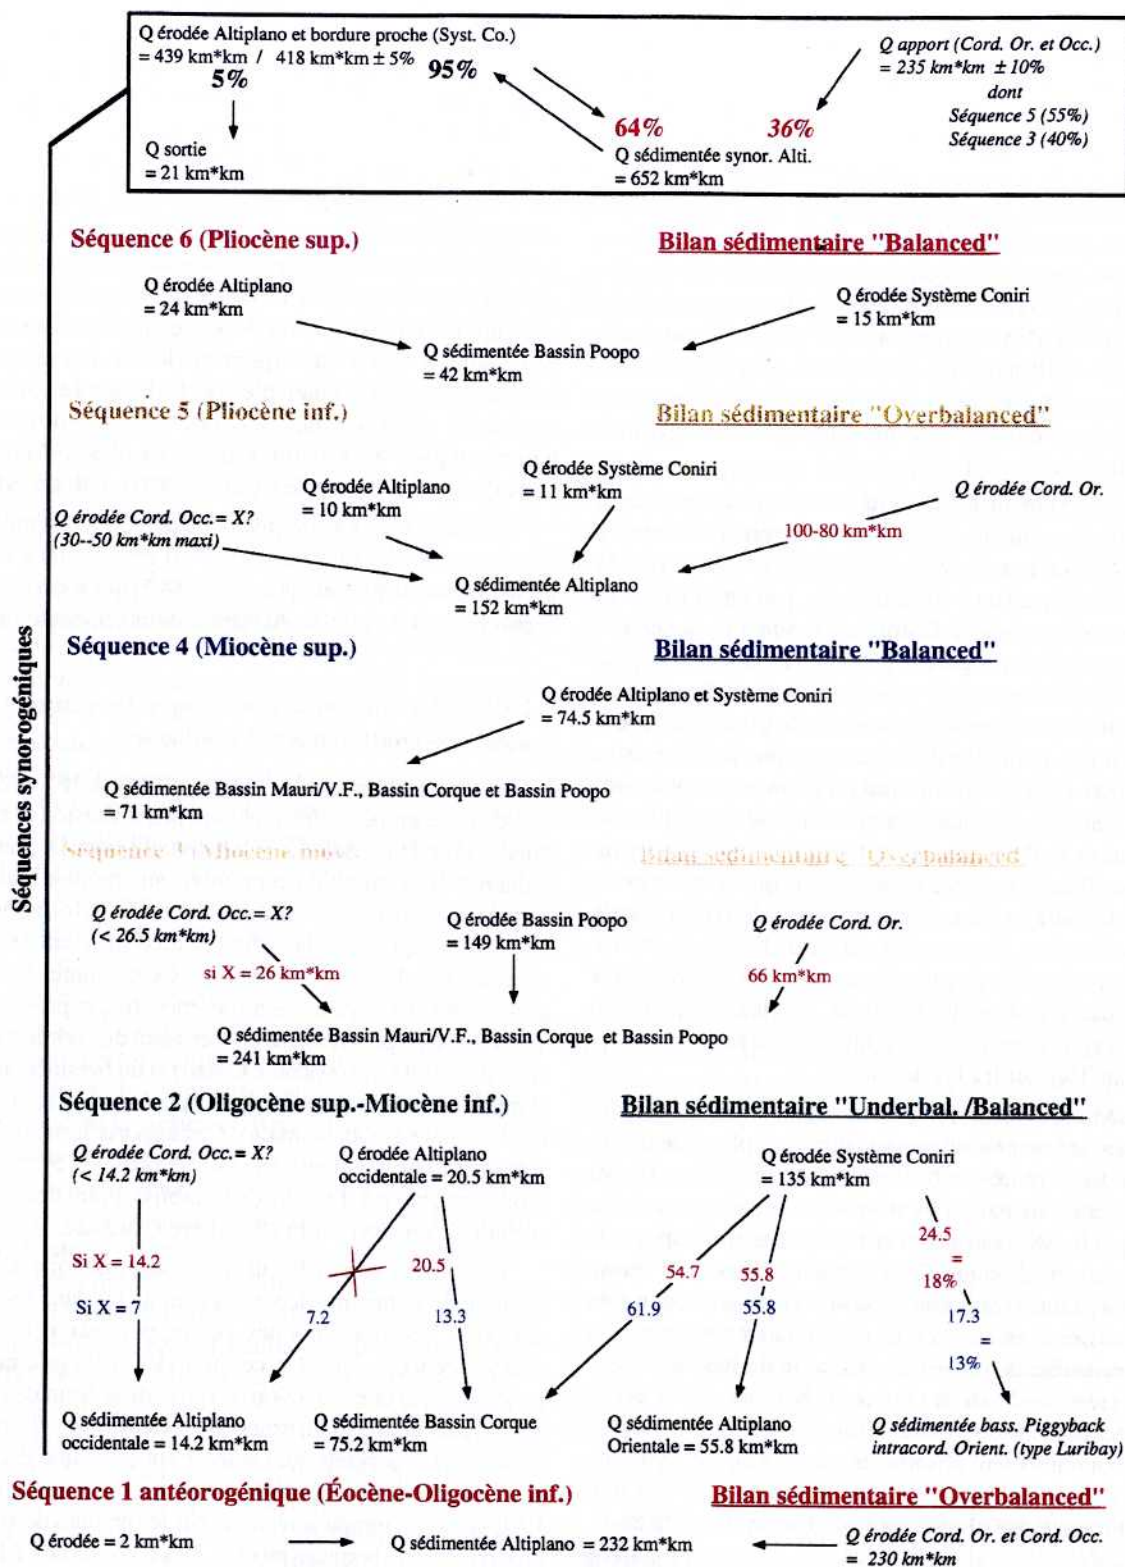 Q érodée Altiplano et bordure proche (Syst. Co.)
= 439 km*km / 418 km*km ± 5%
5%
95%
Q apport (Cord. Or. et Occ.)
= 235 km*km ± 10%
dont
Séquence 5 (55%)
Séquence 3 (40%)
64%
36%
Q sortie
= 21 km*km
Q sédimentée synor. Alti.
= 652 km*km
Séquences synorogéniques
Séquence 6 (Pliocène sup.)
Bilan sédimentaire "Balanced"
Q érodée Altiplano
= 24 km*km
Q érodée Système Coniri
= 15 km*km
Q sédimentée Bassin Poopo
= 42 km*km
Séquence 5 (Pliocène inf.)
Bilan sédimentaire "Overbalanced"
Q érodée Système Coniri
= 11 km*km
Q érodée Altiplano
= 10 km*km
Q érodée Cord. Or.
Q érodée Cord. Occ.= X?
(30--50 km*km maxi)
100-80 km*km
Q sédimentée Altiplano
= 152 km*km
Séquence 4 (Miocène sup.)
Bilan sédimentaire "Balanced"
Q érodée Altiplano et Système Coniri
= 74.5 km*km
Q sédimentée Bassin Mauri/V.F., Bassin Corque et Bassin Poopo
= 71 km*km
Séquence 3 (Miocène moy.)
Bilan sédimentaire "Overbalanced"
Q érodée Cord. Occ.= X?
(< 26.5 km*km)
Q érodée Bassin Poopo
= 149 km*km
Q érodée Cord. Or.
si X = 26 km*km
66 km*km
Q sédimentée Bassin Mauri/V.F., Bassin Corque et Bassin Poopo
= 241 km*km
Séquence 2 (Oligocène sup.-Miocène inf.)
Bilan sédimentaire "Underbal. /Balanced"
Q érodée Cord. Occ.= X?
(< 14.2 km*km)
Q érodée Altiplano
occidentale = 20.5 km*km
Q érodée Système Coniri
= 135 km*km
Si X = 14.2
20.5
54.7
55.8
24.5
=
18%
Si X = 7
7.2
13.3
61.9
55.8
17.3
=
13%
Q sédimentée Altiplano
occidentale = 14.2 km*km
Q sédimentée Bassin Corque
= 75.2 km*km
Q sédimentée Altiplano
Orientale = 55.8 km*km
Q sédimentée bass. Piggyback
intracord. Orient. (type Luribay)
Séquence 1 antéorogénique (Éocène-Oligocène inf.)
Bilan sédimentaire "Overbalanced"
Q érodée = 2 km*km
Q sédimentée Altiplano = 232 km*km
Q érodée Cord. Or. et Cord. Occ.
= 230 km*km